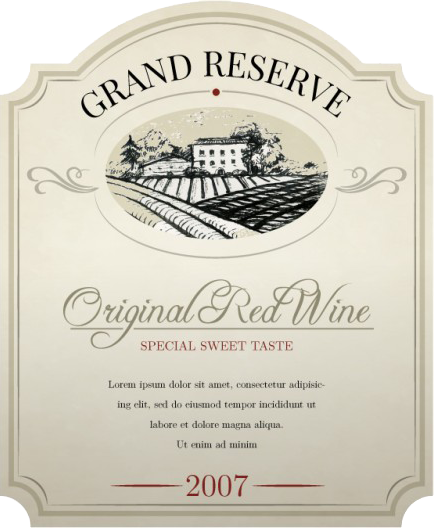 GRAND RESERVE
Original Red Wine
SPECIAL SWEET TASTE
Lorem ipsum dolor sit amet, consectetur adipisic-
ing elit, sed do eiusmod tempor incididunt ut
labore et dolore magna aliqua.
Ut enim ad minim
2007